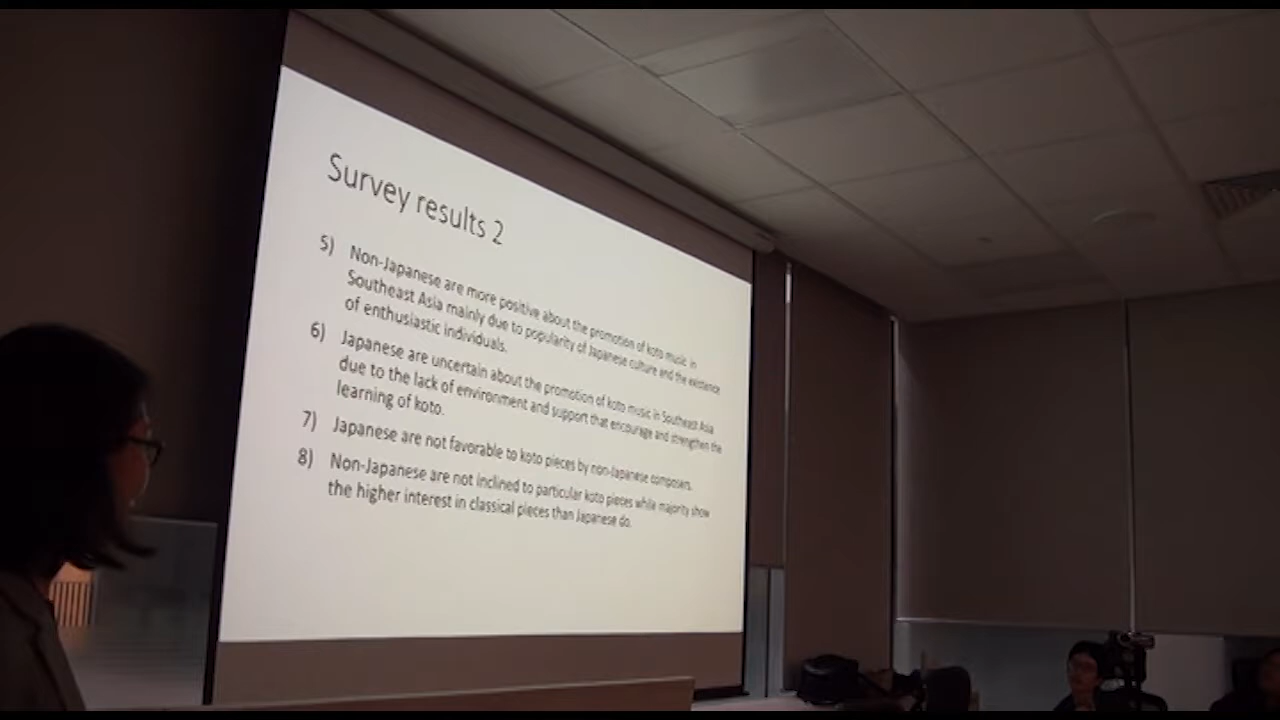 Survey results 2
5) Non-Japanese are more positive about the promotion of koto music in
Southeast Asia mainly due to popularity of Japanese culture and the existence
of enthusiastic individuals.
6) Japanese are uncertain about the promotion of koto music in Southeast Asia
due to the lack of environment and support that encourage and strengthen the
learning of koto.
7) Japanese are not favorable to koto pieces by non-Japanese composers.
8) Non-Japanese are not inclined to particular koto pieces while majority show
the higher interest in classical pieces than Japanese do.